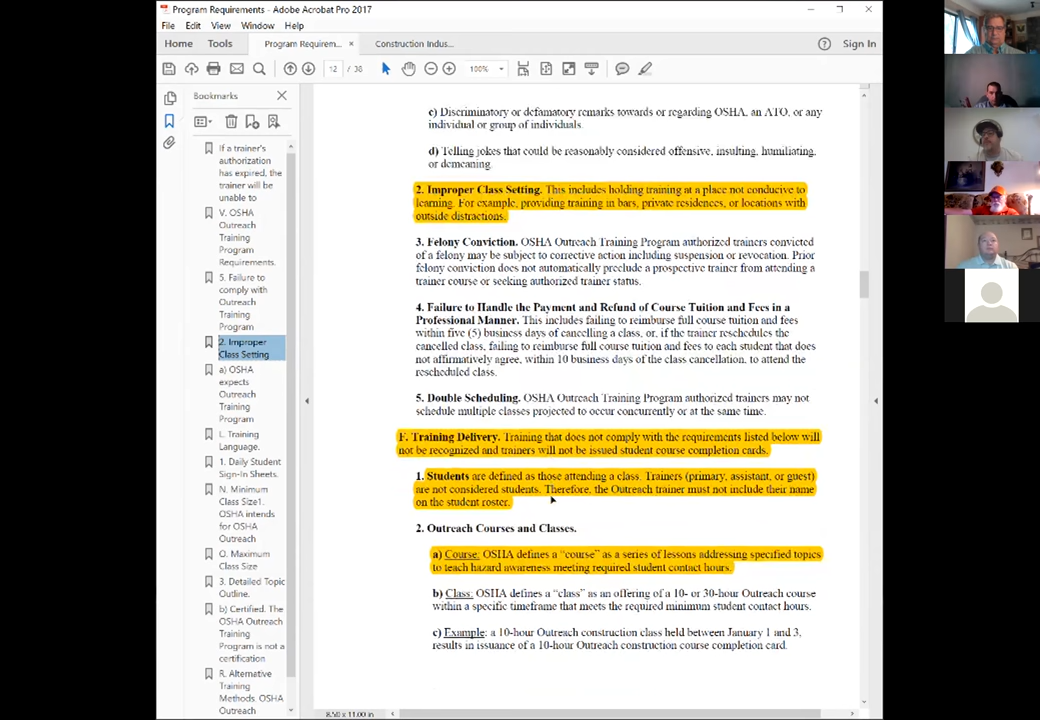 Program Requirements - Adobe Acrobat Pro 2017
File Edit View Window Help
Home Tools Program Requirem... × Construction Indus... Sign In
12 / 38 100%
Bookmarks
If a trainer's
authorization
has expired, the
trainer will be
unable to
V. OSHA
Outreach
Training
Program
Requirements.
5. Failure to
comply with
Outreach
Training
Program
2. Improper
Class Setting
a) OSHA
expects
Outreach
Training
Program
L. Training
Language.
1. Daily Student
Sign-In Sheets.
N. Minimum
Class Size1.
OSHA intends
for OSHA
Outreach
O. Maximum
Class Size
3. Detailed Topic
Outline.
b) Certified. The
OSHA Outreach
Training
Program is not a
certification
R. Alternative
Training
Methods. OSHA
Outreach
c) Discriminatory or defamatory remarks towards or regarding OSHA, an ATO, or any
individual or group of individuals.
d) Telling jokes that could be reasonably considered offensive, insulting, humiliating,
or demeaning.
2. Improper Class Setting. This includes holding training at a place not conducive to
learning. For example, providing training in bars, private residences, or locations with
outside distractions.
3. Felony Conviction. OSHA Outreach Training Program authorized trainers convicted
of a felony may be subject to corrective action including suspension or revocation. Prior
felony conviction does not automatically preclude a prospective trainer from attending a
trainer course or seeking authorized trainer status.
4. Failure to Handle the Payment and Refund of Course Tuition and Fees in a
Professional Manner. This includes failing to reimburse full course tuition and fees
within five (5) business days of cancelling a class, or, if the trainer reschedules the
cancelled class, failing to reimburse full course tuition and fees to each student that does
not affirmatively agree, within 10 business days of the class cancellation, to attend the
rescheduled class.
5. Double Scheduling. OSHA Outreach Training Program authorized trainers may not
schedule multiple classes projected to occur concurrently or at the same time.
F. Training Delivery. Training that does not comply with the requirements listed below will
not be recognized and trainers will not be issued student course completion cards.
1. Students are defined as those attending a class. Trainers (primary, assistant, or guest)
are not considered students. Therefore, the Outreach trainer must not include their name
on the student roster.
2. Outreach Courses and Classes.
a) Course: OSHA defines a “course” as a series of lessons addressing specified topics
to teach hazard awareness meeting required student contact hours.
b) Class: OSHA defines a “class” as an offering of a 10- or 30-hour Outreach course
within a specific timeframe that meets the required minimum student contact hours.
c) Example: a 10-hour Outreach construction class held between January 1 and 3,
results in issuance of a 10-hour Outreach construction course completion card.
8.50 x 11.00 in